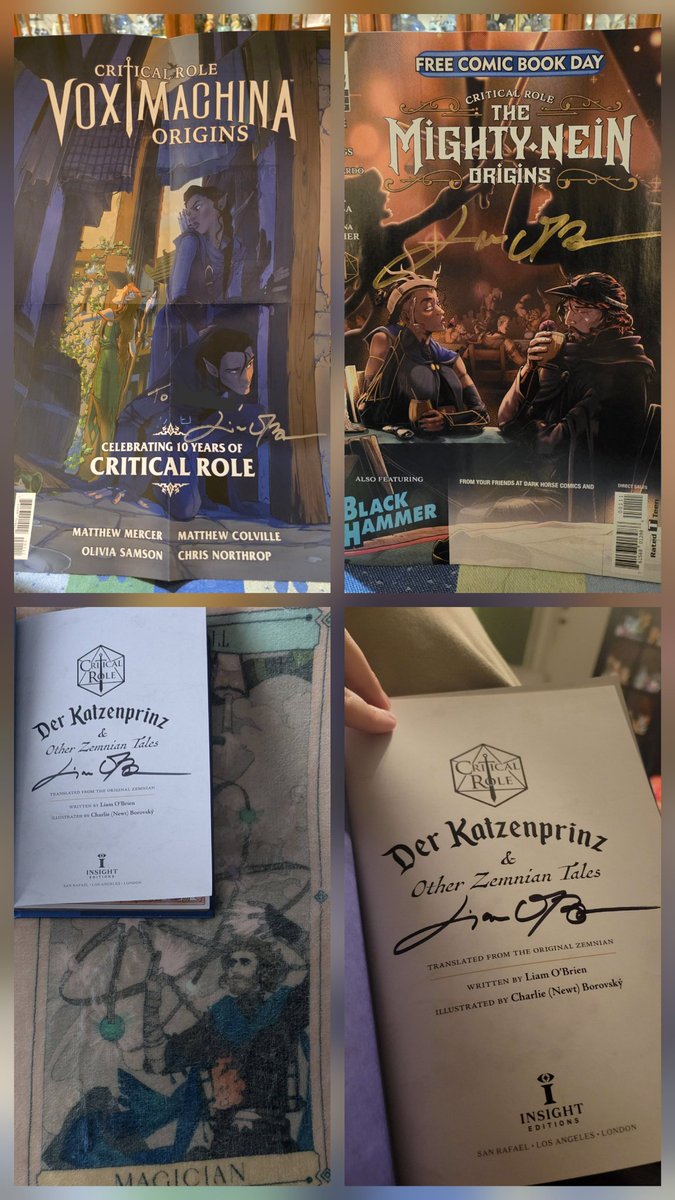 CRITICAL ROLE
VOX MACHINA
ORIGINS
To
CELEBRATING 10 YEARS OF
CRITICAL ROLE
MATTHEW MERCER MATTHEW COLVILLE
OLIVIA SAMSON CHRIS NORTHROP
FREE COMIC BOOK DAY
CRITICAL ROLE
THE
MIGHTY NEIN
ORIGINS
ALSO FEATURING
BLACK
HAMMER
FROM YOUR FRIENDS AT DARK HORSE COMICS AND
DIRECT SALES
Rated T Teen
CRITICAL
ROLE
Der Katzenprinz
&
Other Zemnian Tales
TRANSLATED FROM THE ORIGINAL ZEMNIAN
WRITTEN BY Liam O'Brien
ILLUSTRATED BY Charlie (Newt) Borovský
INSIGHT
EDITIONS
SAN RAFAEL • LOS ANGELES • LONDON
MAGICIAN
CRITICAL
ROLE
Der Katzenprinz
&
Other Zemnian Tales
TRANSLATED FROM THE ORIGINAL ZEMNIAN
WRITTEN BY Liam O'Brien
ILLUSTRATED BY Charlie (Newt) Borovský
INSIGHT
EDITIONS
SAN RAFAEL • LOS ANGELES • LONDON